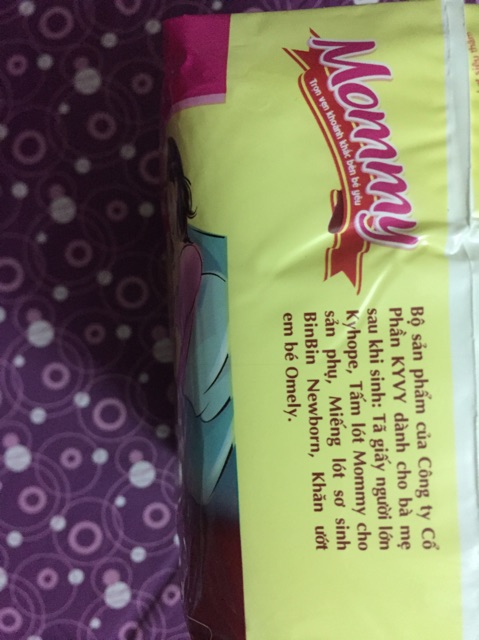 Mommy
Trọn vẹn khoảnh khắc bên bé yêu
Bộ sản phẩm của Công ty Cổ
Phần KYVY dành cho bà mẹ
sau khi sinh: Tã giấy người lớn
Kyhope, Tấm lót Mommy cho
sản phụ, Miếng lót sơ sinh
BinBin Newborn, Khăn ướt
em bé Omely.